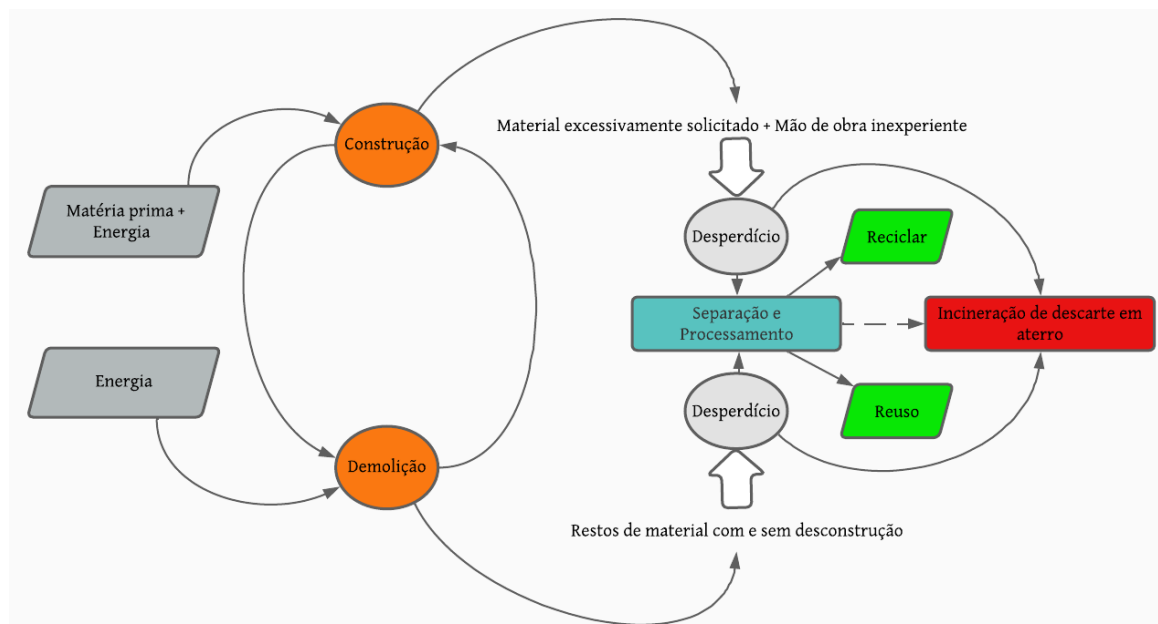 Construção
Material excessivamente solicitado + Mão de obra inexperiente
Matéria prima +
Energia
Desperdício
Reciclar
Separação e
Processamento
Incineração de descarte em
aterro
Energia
Desperdício
Reuso
Demolição
Restos de material com e sem desconstrução